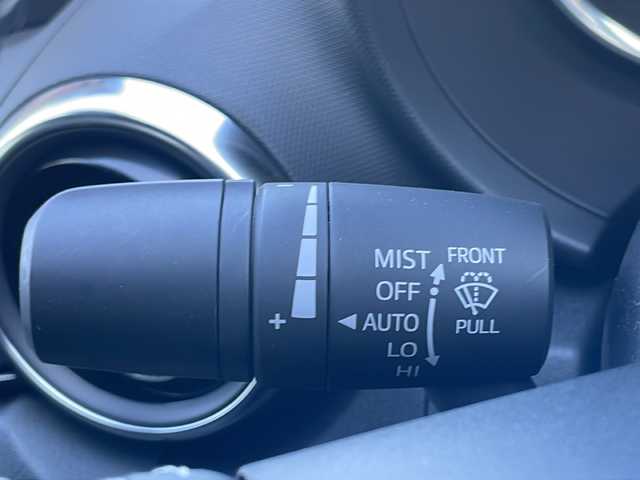 MIST
OFF
AUTO
LO
HI
FRONT
PULL
−
+